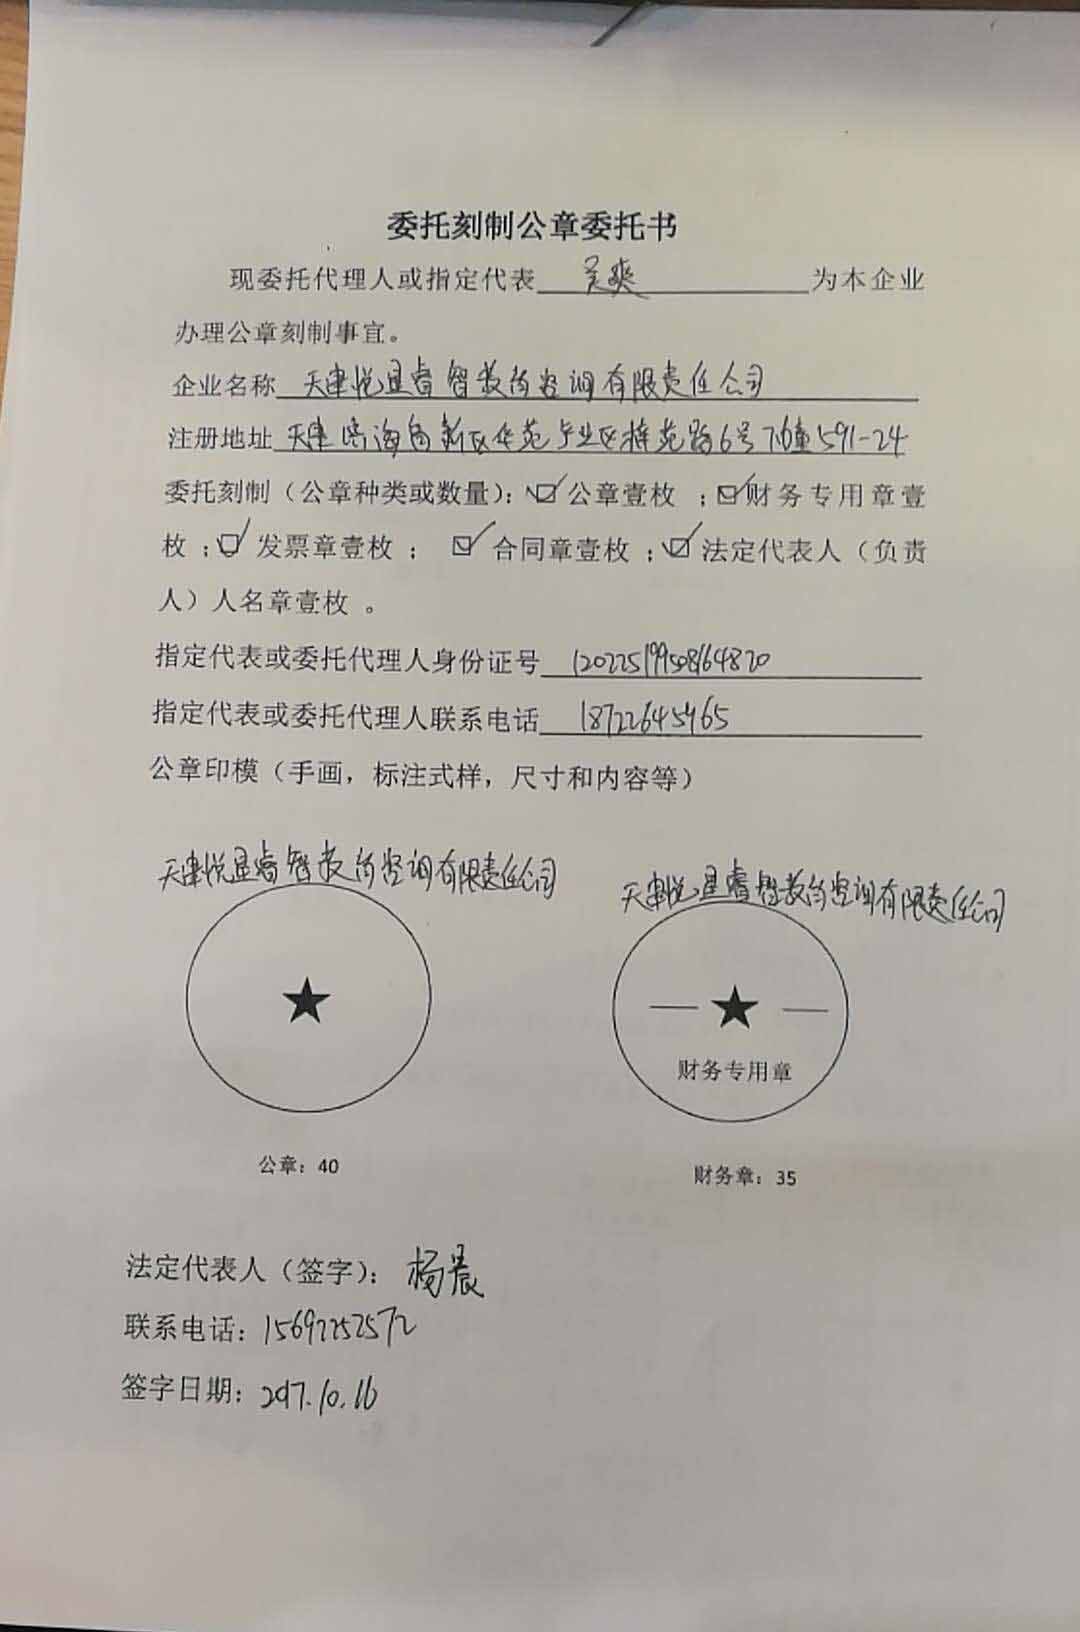 委托刻制公章委托书
现委托代理人或指定代表 吴爽 为本企业
办理公章刻制事宜。
企业名称 天津悦显睿智教育咨询有限责任公司
注册地址 天津滨海高新区华苑产业区梓苑路6号7幢591-24
委托刻制（公章种类或数量）：☑公章壹枚 ；☑财务专用章壹
枚；☑发票章壹枚； ☑合同章壹枚；☑法定代表人（负责
人）人名章壹枚 。
指定代表或委托代理人身份证号
指定代表或委托代理人联系电话 18722645465
公章印模（手画，标注式样，尺寸和内容等）
天津悦显睿智教育咨询有限责任公司
天津悦显睿智教育咨询有限责任公司
财务专用章
公章：40
财务章：35
法定代表人（签字）：杨晨
联系电话：15692252572
签字日期：2017.10.16